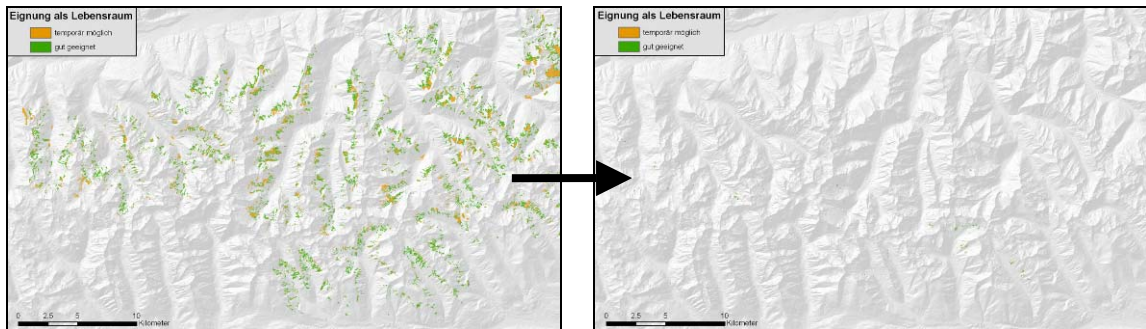 Eignung als Lebensraum
temporär möglich
gut geeignet
0 2.5 5 10
Kilometer
Eignung als Lebensraum
temporär möglich
gut geeignet
0 2.5 5 10
Kilometer